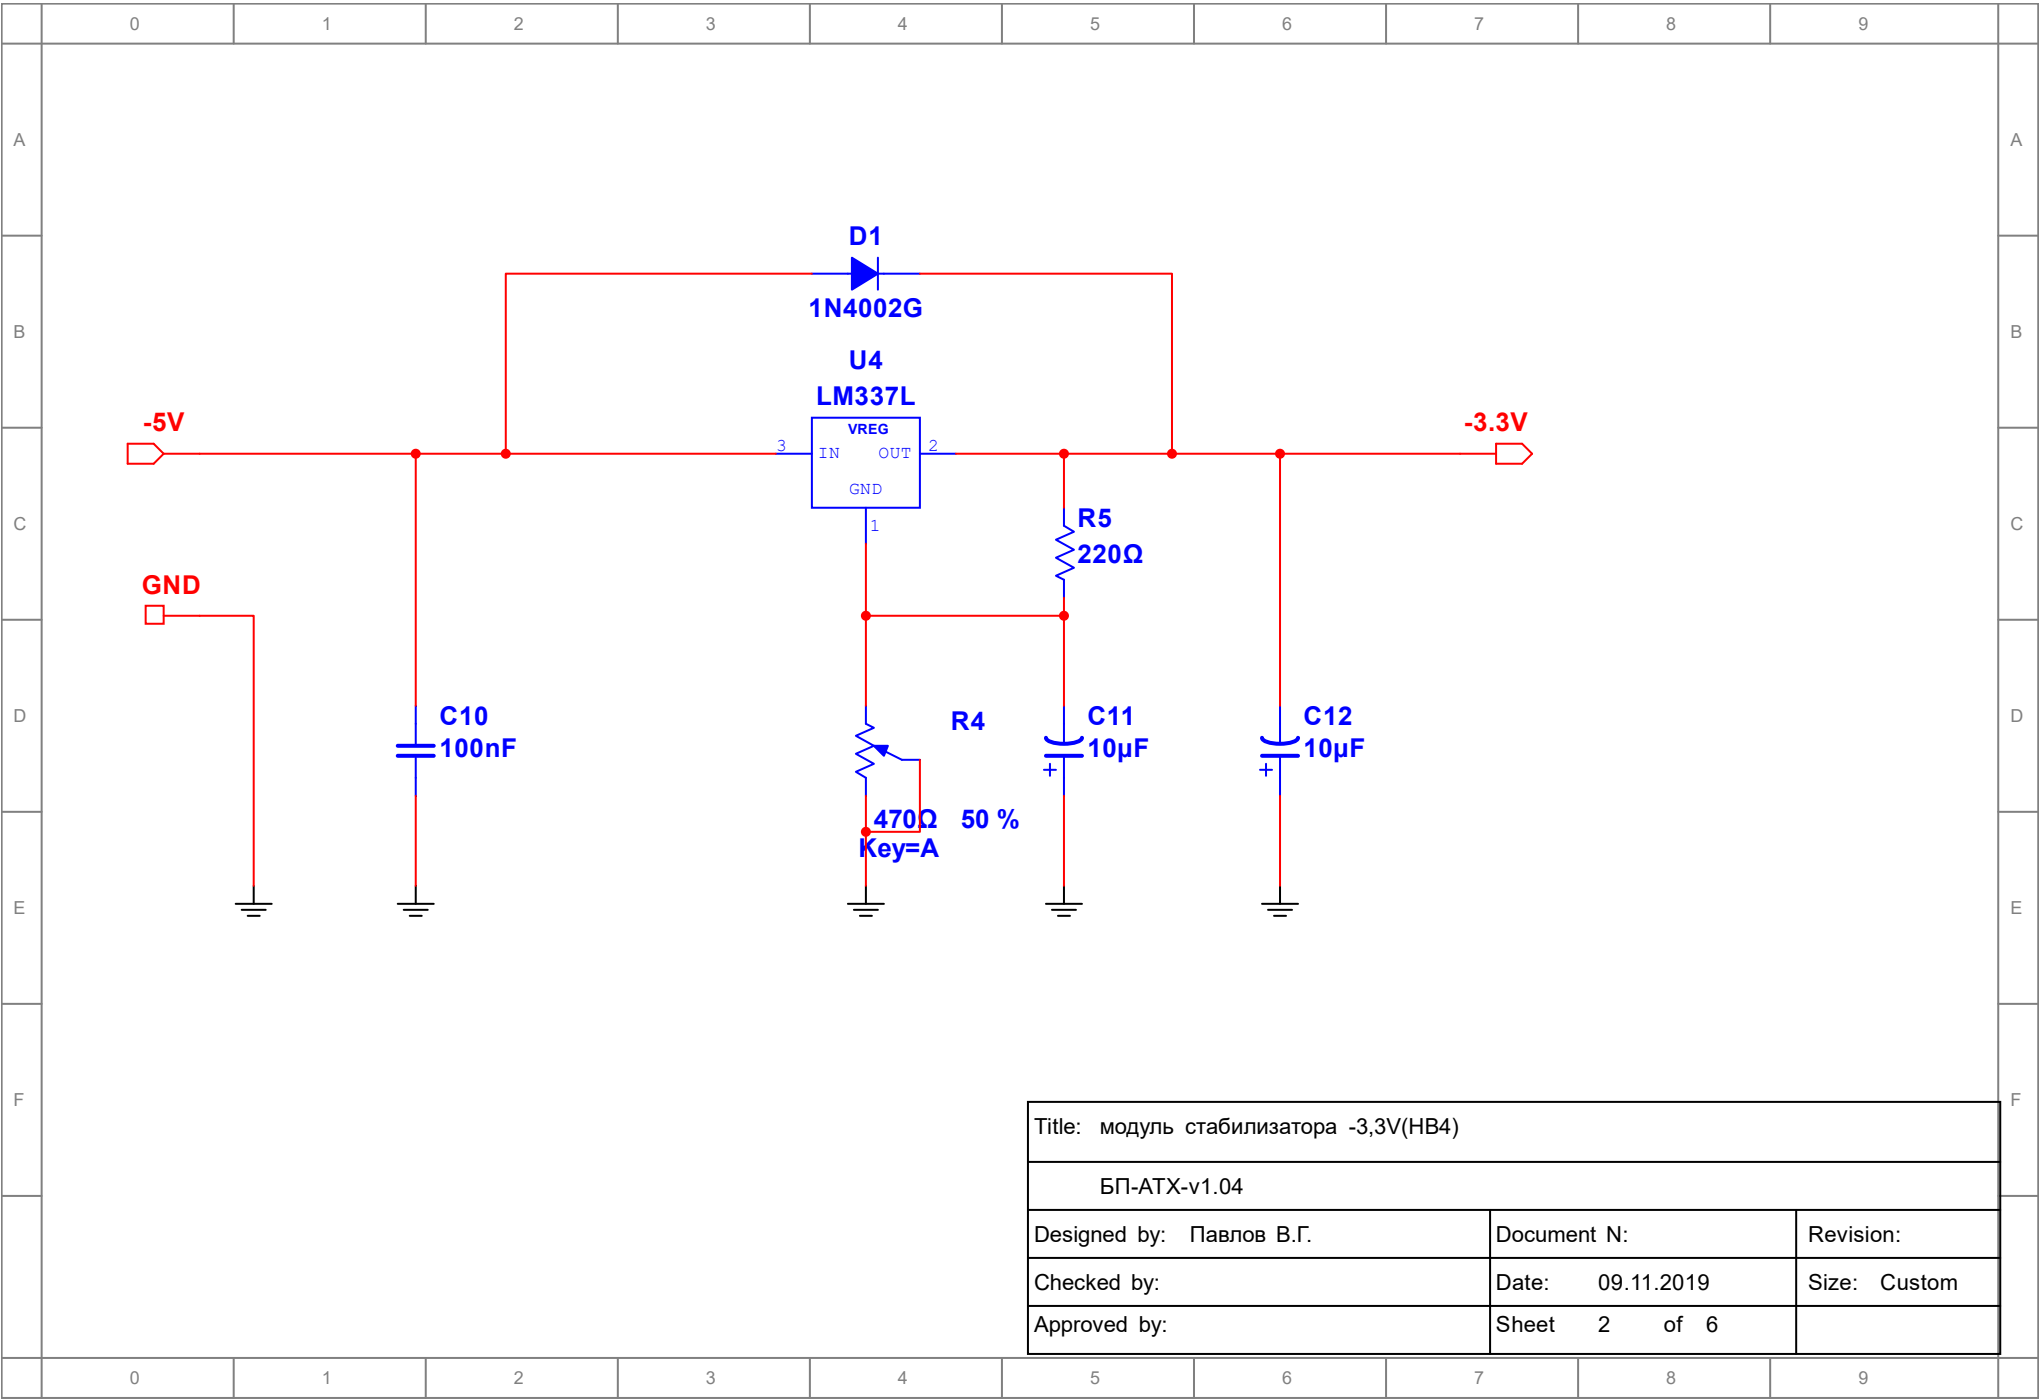 0 1 2 3 4 5 6 7 8 9
A A
D1
1N4002G
B B
U4
LM337L
VREG
-5V -3.3V
3 IN OUT 2
GND
1
C C
R5
220Ω
GND
D D
C10
100nF
R4
C11
10µF
C12
10µF
+ +
470Ω 50 %
Key=A
E E
F F
Title: модуль стабилизатора -3,3V(HB4)
БП-ATX-v1.04
Designed by: Павлов В.Г. Document N: Revision:
Checked by: Date: 09.11.2019 Size: Custom
Approved by: Sheet 2 of 6
0 1 2 3 4 5 6 7 8 9